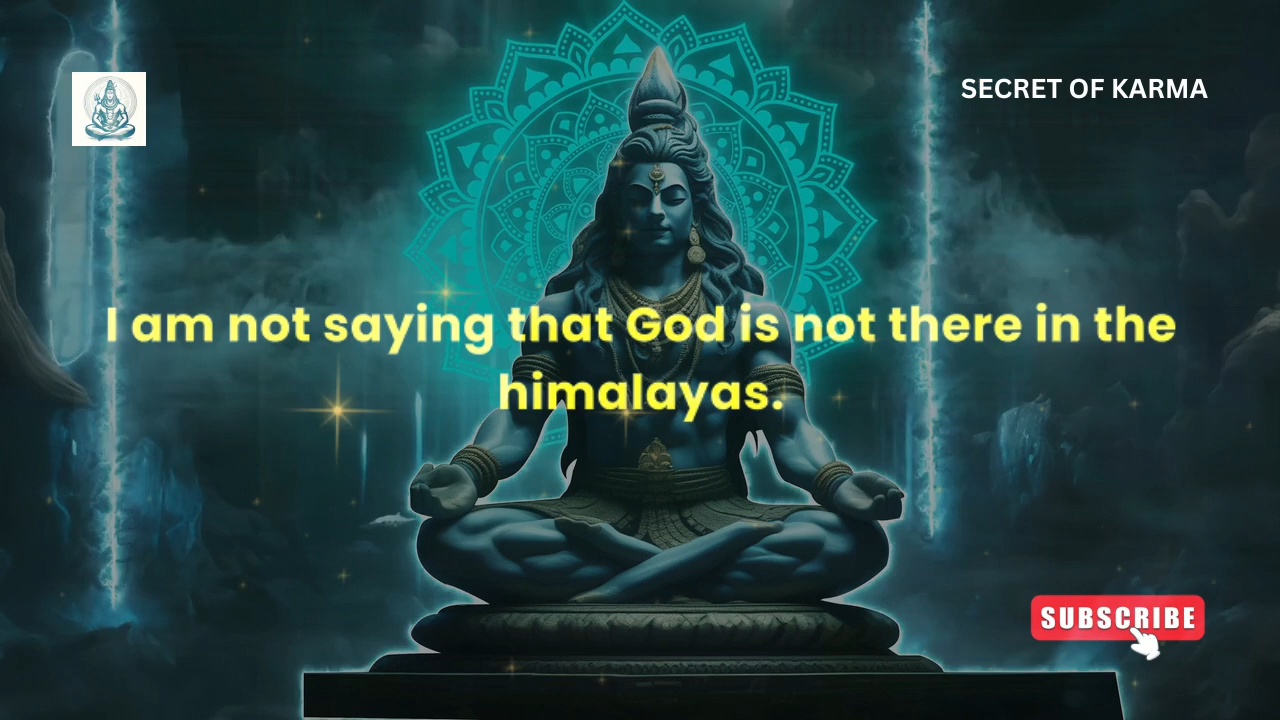 SECRET OF KARMA
I am not saying that God is not there in the
himalayas.
SUBSCRIBE